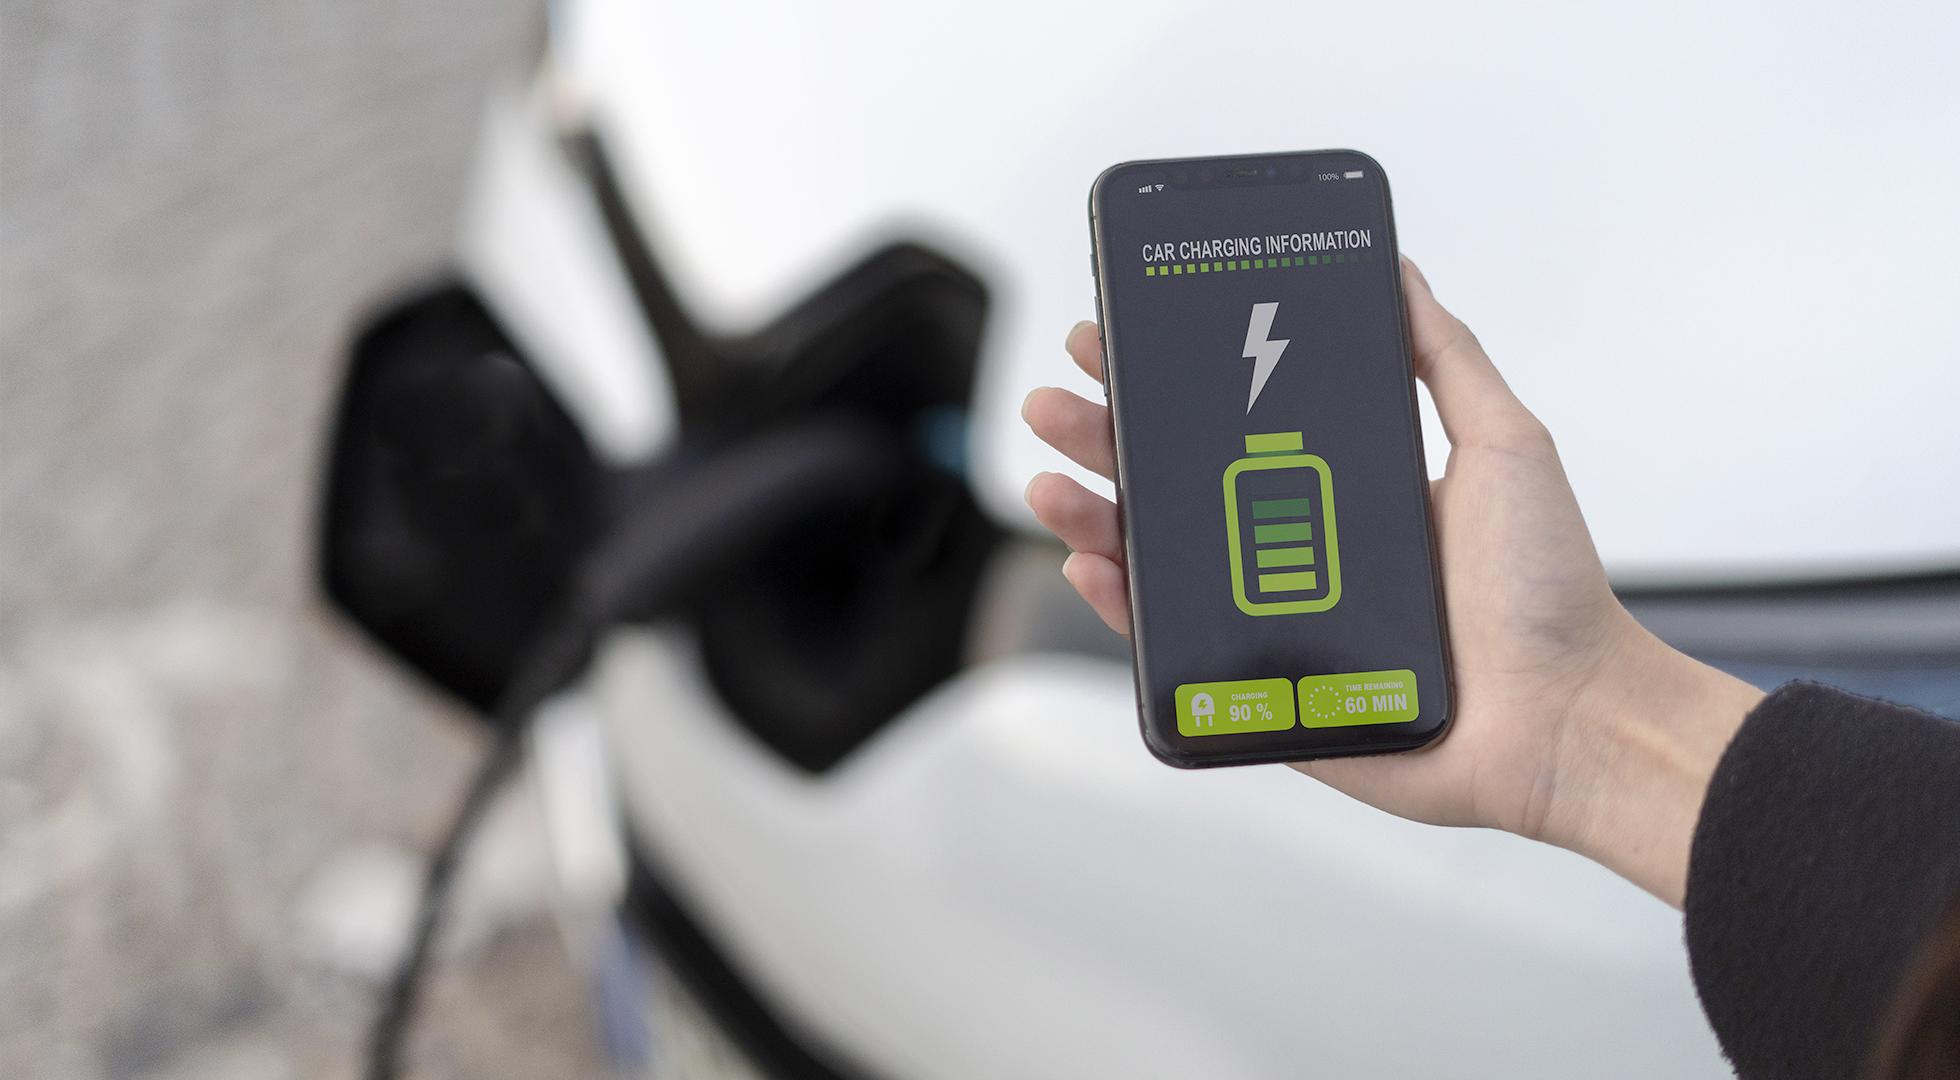 100%
CAR CHARGING INFORMATION
CHARGING
90 %
TIME REMAINING
60 MIN